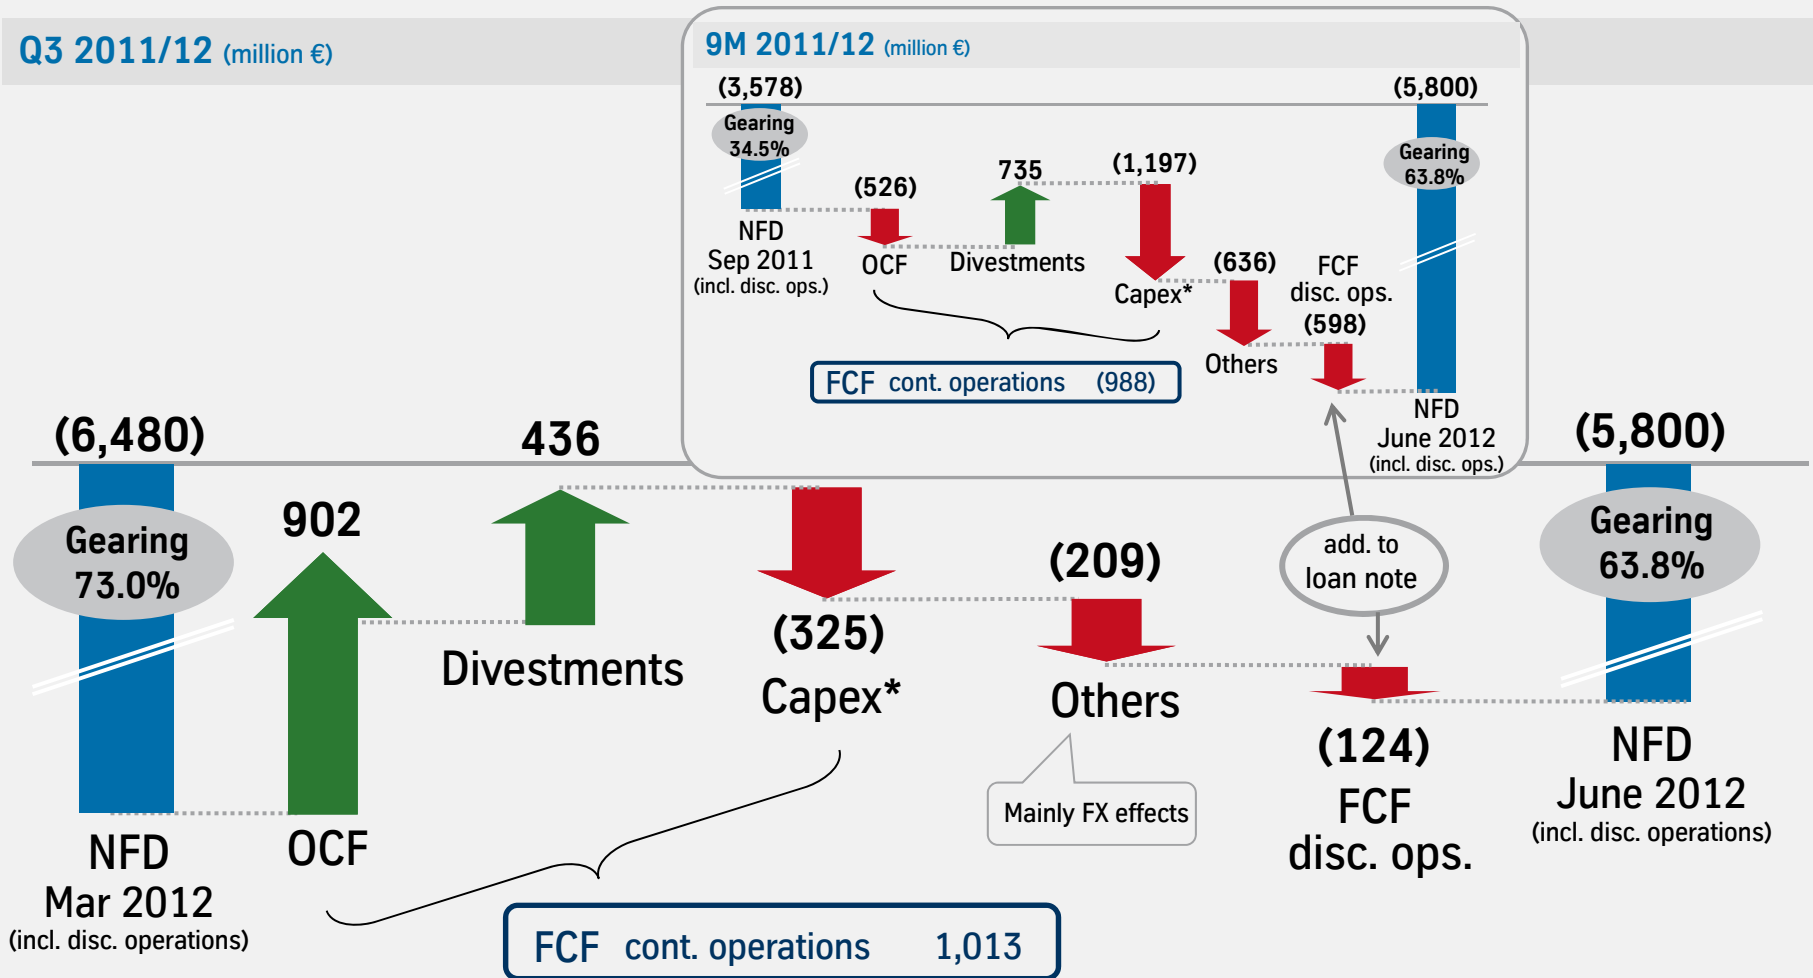 Q3 2011/12 (million €)
9M 2011/12 (million €)
(3,578)
Gearing
34.5%
NFD
Sep 2011
(incl. disc. ops.)
(526)
OCF
735
Divestments
(1,197)
Capex*
(636)
Others
FCF
disc. ops.
(598)
(5,800)
Gearing
63.8%
NFD
June 2012
(incl. disc. ops.)
FCF cont. operations (988)
(6,480)
Gearing
73.0%
NFD
Mar 2012
(incl. disc. operations)
902
OCF
436
Divestments
(325)
Capex*
(209)
Others
Mainly FX effects
add. to
loan note
(124)
FCF
disc. ops.
(5,800)
Gearing
63.8%
NFD
June 2012
(incl. disc. operations)
FCF cont. operations 1,013